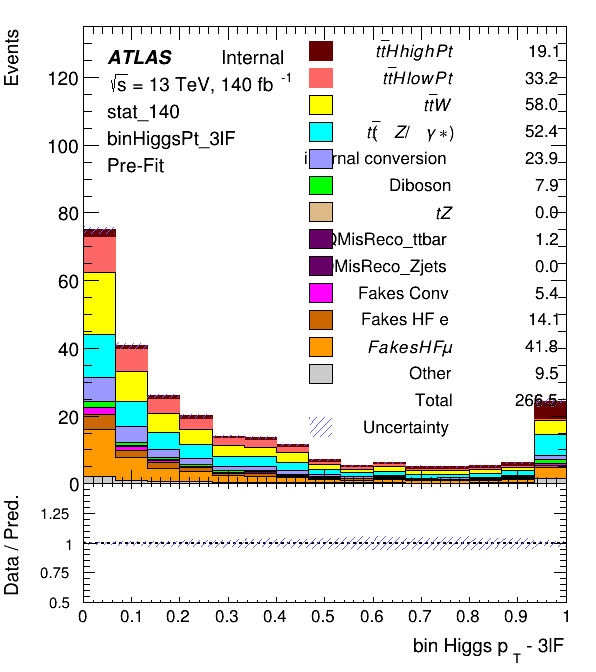 Events
ATLAS Internal
√s = 13 TeV, 140 fb -1
stat_140
binHiggsPt_3lF
Pre-Fit
tt̄HhighPt 19.1
tt̄HlowPt 33.2
tt̄W 58.0
tt̄( Z/ γ∗) 52.4
internal conversion 23.9
Diboson 7.9
tZ 0.0
QMisReco_ttbar 1.2
QMisReco_Zjets 0.0
Fakes Conv 5.4
Fakes HF e 14.1
FakesHFμ 41.8
Other 9.5
Total 266.5
Uncertainty
120
100
80
60
40
20
0
Data / Pred.
1.25
1
0.75
0.5
0 0.1 0.2 0.3 0.4 0.5 0.6 0.7 0.8 0.9 1
bin Higgs p T - 3lF